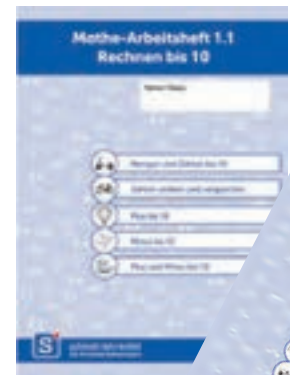 Mathe-Arbeitsheft 1.1
Rechnen bis 10
Mengen und Zahlen bis 10
Zahlen ordnen und vergleichen
Plus bis 10
Minus bis 10
Plus und Minus bis 10
S